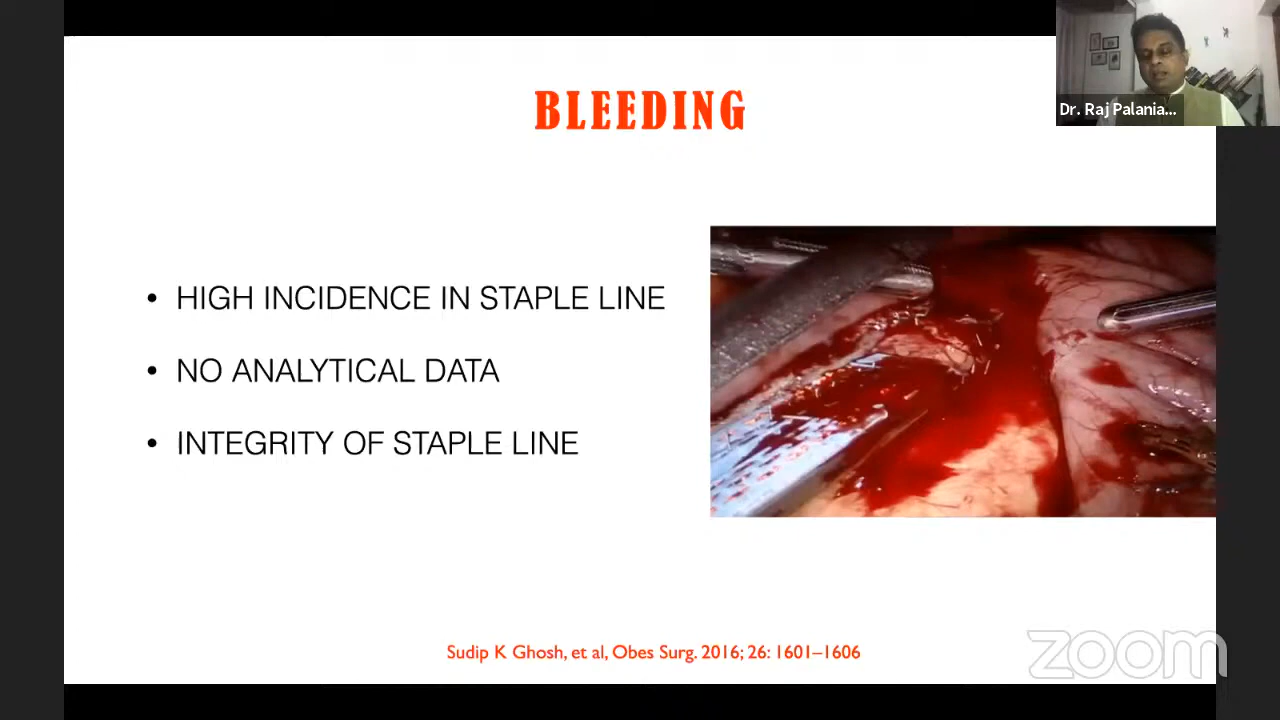 BLEEDING
Dr. Raj Palania...
• HIGH INCIDENCE IN STAPLE LINE
• NO ANALYTICAL DATA
• INTEGRITY OF STAPLE LINE
Sudip K Ghosh, et al, Obes Surg. 2016; 26: 1601–1606
zoom